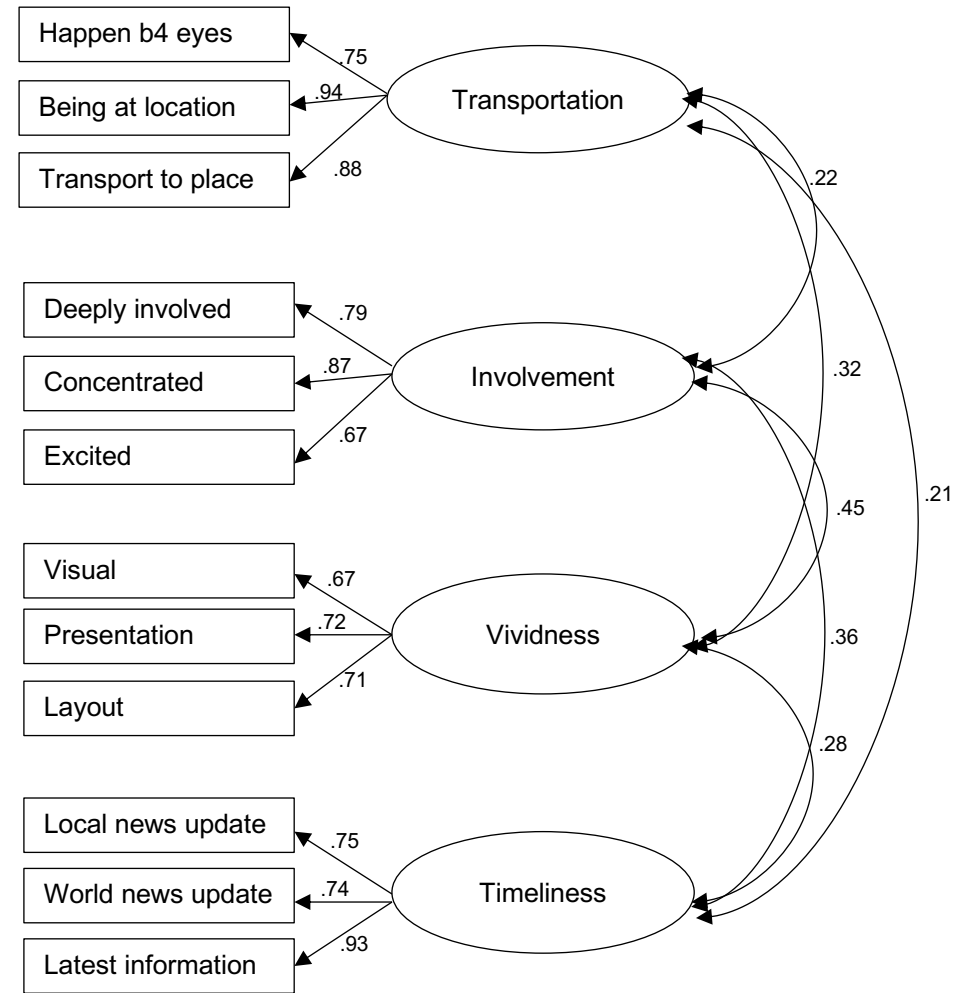 Happen b4 eyes
.75
Being at location
.94
Transportation
Transport to place
.88
.22
Deeply involved
.79
Concentrated
.87
Involvement
.32
Excited
.67
.45
.21
Visual
.67
Presentation
.72
Vividness
.36
Layout
.71
.28
Local news update
.75
World news update
.74
Timeliness
Latest information
.93